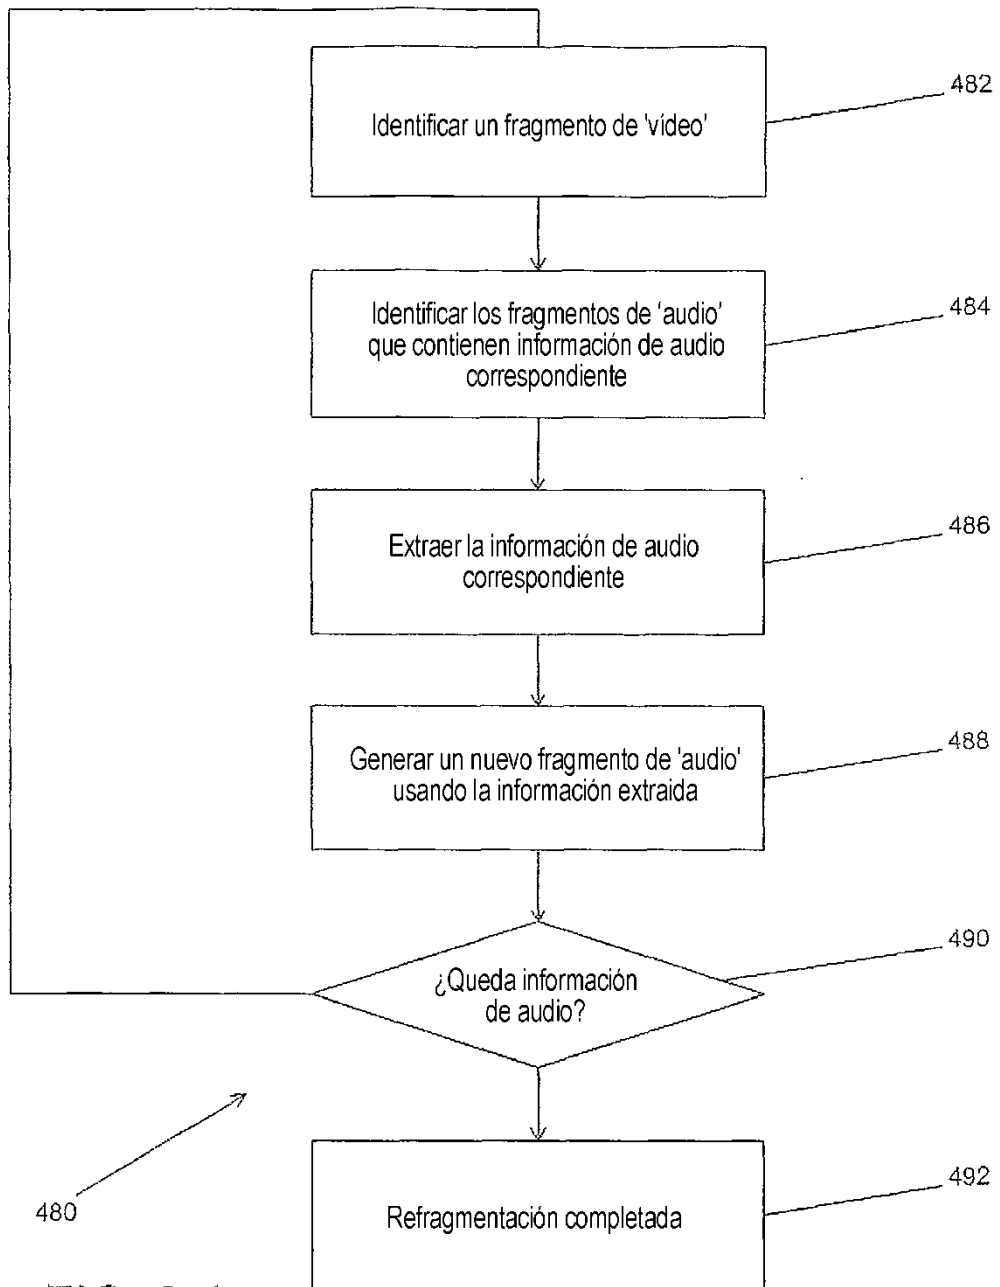 482
Identificar un fragmento de 'vídeo'
484
Identificar los fragmentos de 'audio'
que contienen información de audio
correspondiente
486
Extraer la información de audio
correspondiente
488
Generar un nuevo fragmento de 'audio'
usando la información extraida
490
¿Queda información
de audio?
480
492
Refragmentación completada